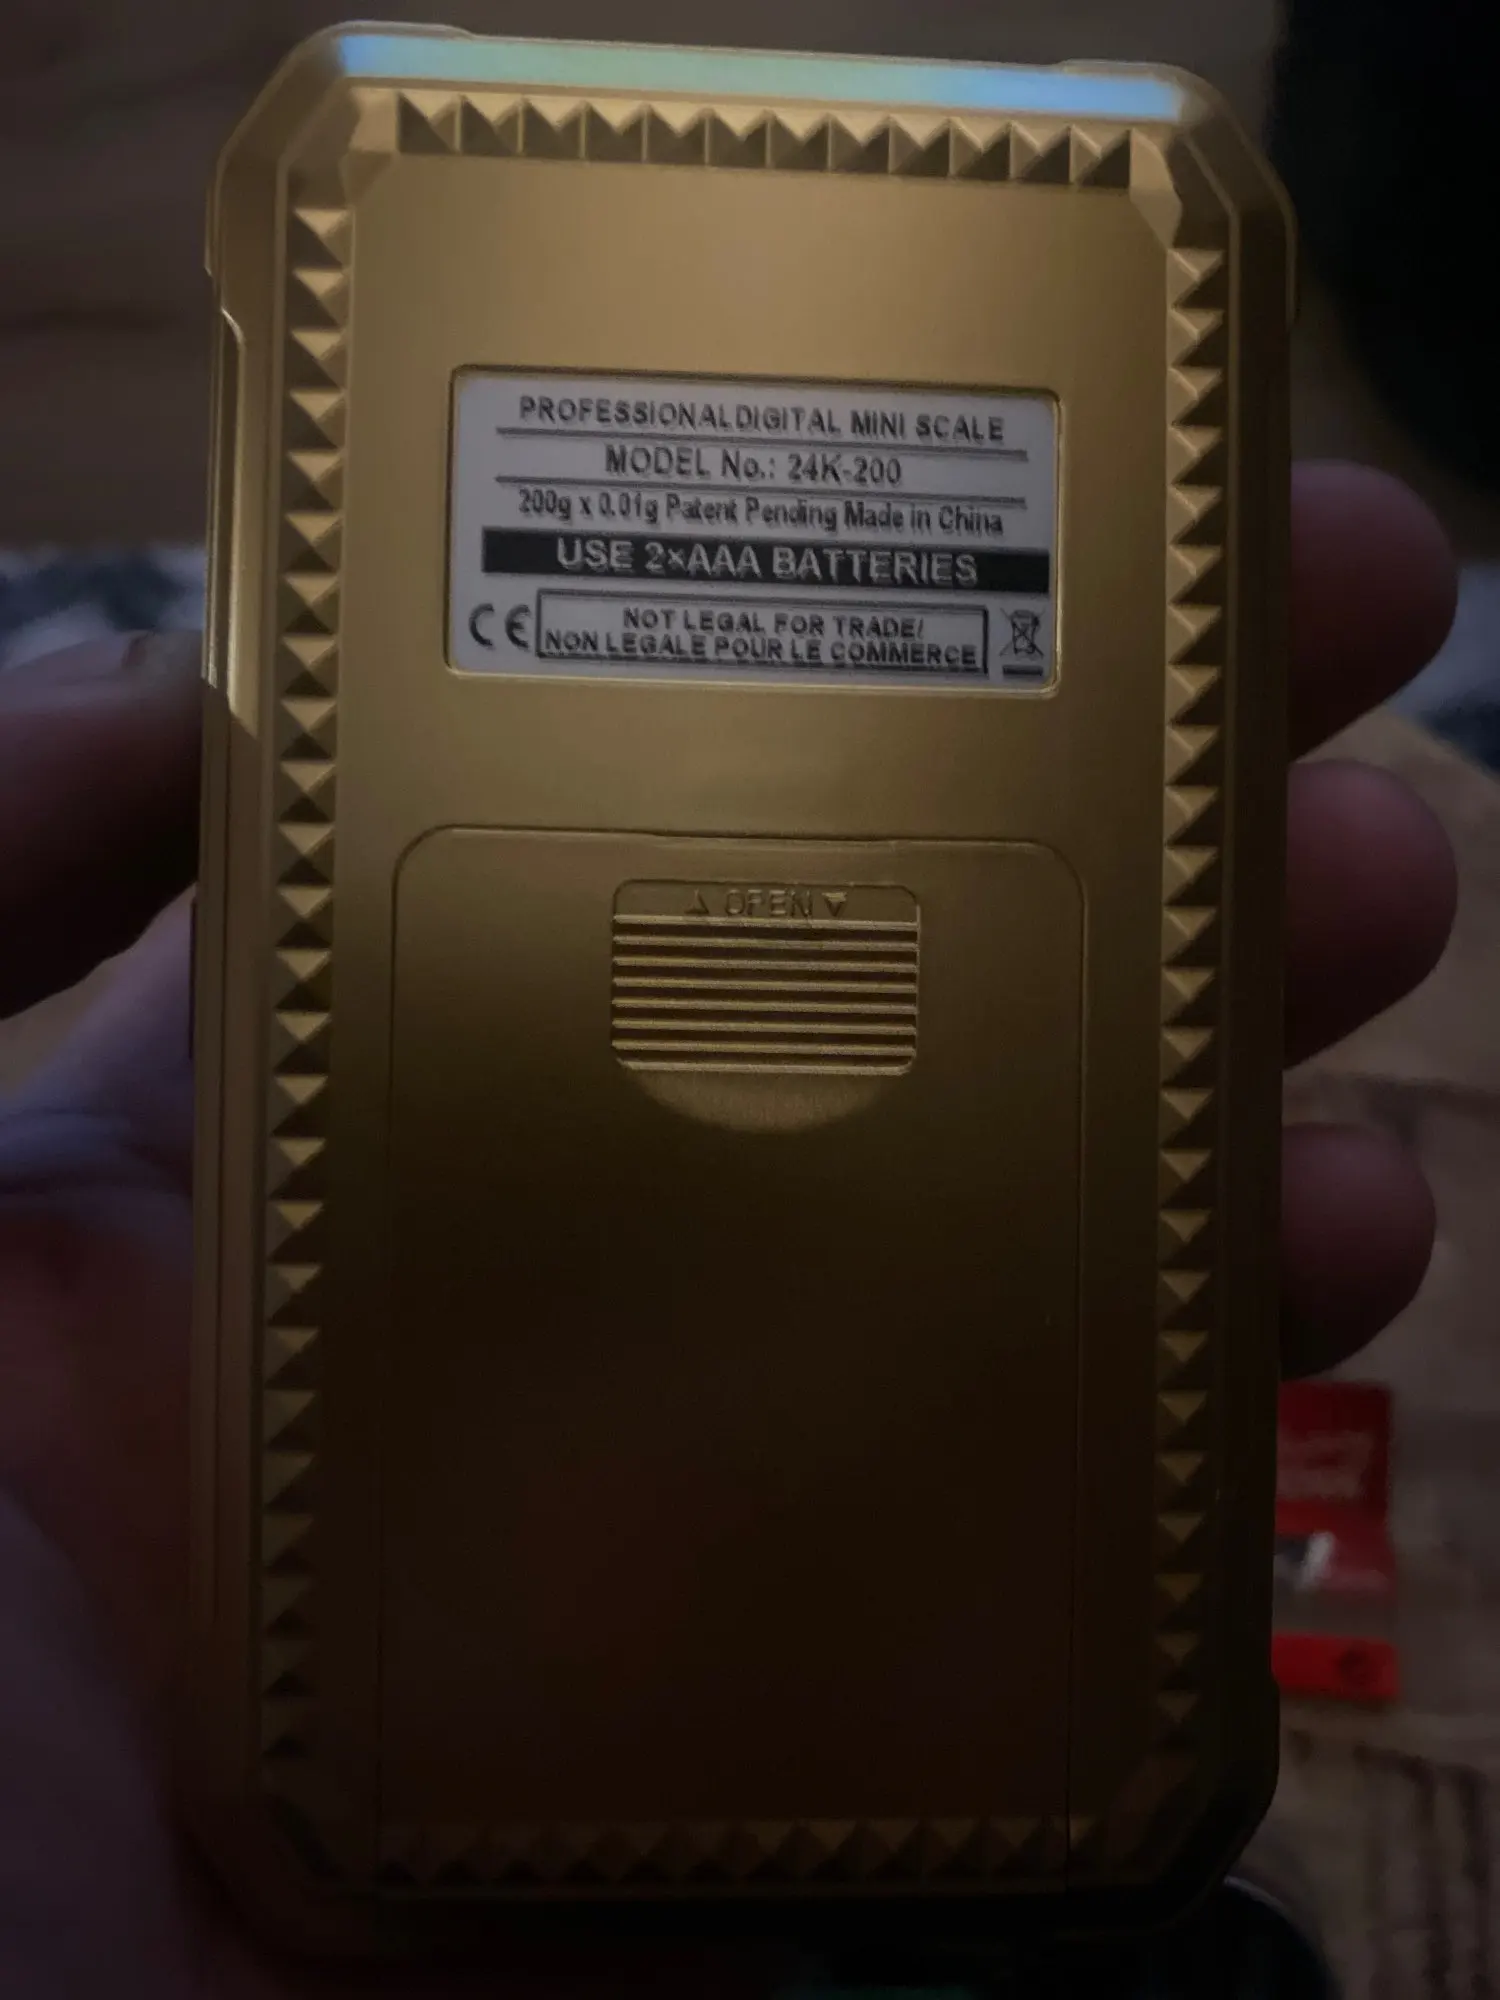 PROFESSIONAL DIGITAL MINI SCALE
MODEL No.: 24K-200
200g x 0.01g Patent Pending Made in China
USE 2×AAA BATTERIES
CE
NOT LEGAL FOR TRADE/
NON LEGALE POUR LE COMMERCE
▲ OPEN ▼